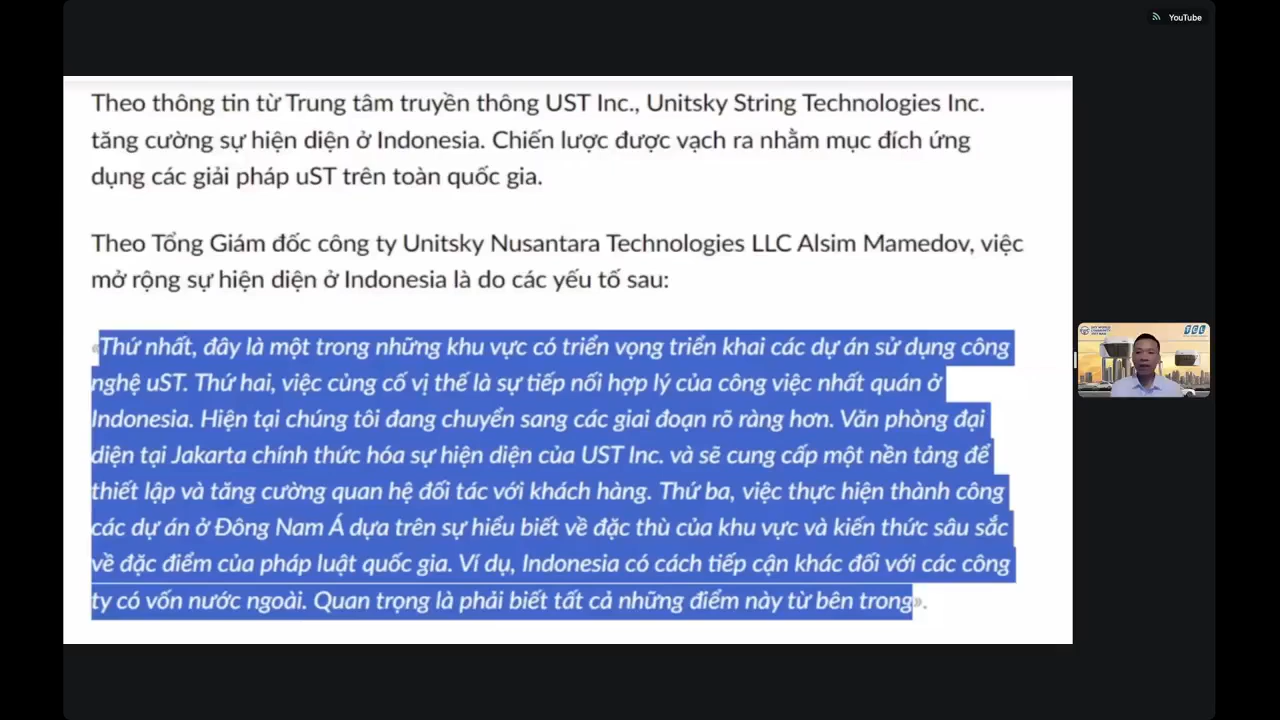 YouTube
Theo thông tin từ Trung tâm truyền thông UST Inc., Unitsky String Technologies Inc.
tăng cường sự hiện diện ở Indonesia. Chiến lược được vạch ra nhằm mục đích ứng
dụng các giải pháp uST trên toàn quốc gia.
Theo Tổng Giám đốc công ty Unitsky Nusantara Technologies LLC Alsim Mamedov, việc
mở rộng sự hiện diện ở Indonesia là do các yếu tố sau:
«Thứ nhất, đây là một trong những khu vực có triển vọng triển khai các dự án sử dụng công
nghệ uST. Thứ hai, việc củng cố vị thế là sự tiếp nối hợp lý của công việc nhất quán ở
Indonesia. Hiện tại chúng tôi đang chuyển sang các giai đoạn rõ ràng hơn. Văn phòng đại
diện tại Jakarta chính thức hóa sự hiện diện của UST Inc. và sẽ cung cấp một nền tảng để
thiết lập và tăng cường quan hệ đối tác với khách hàng. Thứ ba, việc thực hiện thành công
các dự án ở Đông Nam Á dựa trên sự hiểu biết về đặc thù của khu vực và kiến thức sâu sắc
về đặc điểm của pháp luật quốc gia. Ví dụ, Indonesia có cách tiếp cận khác đối với các công
ty có vốn nước ngoài. Quan trọng là phải biết tất cả những điểm này từ bên trong».